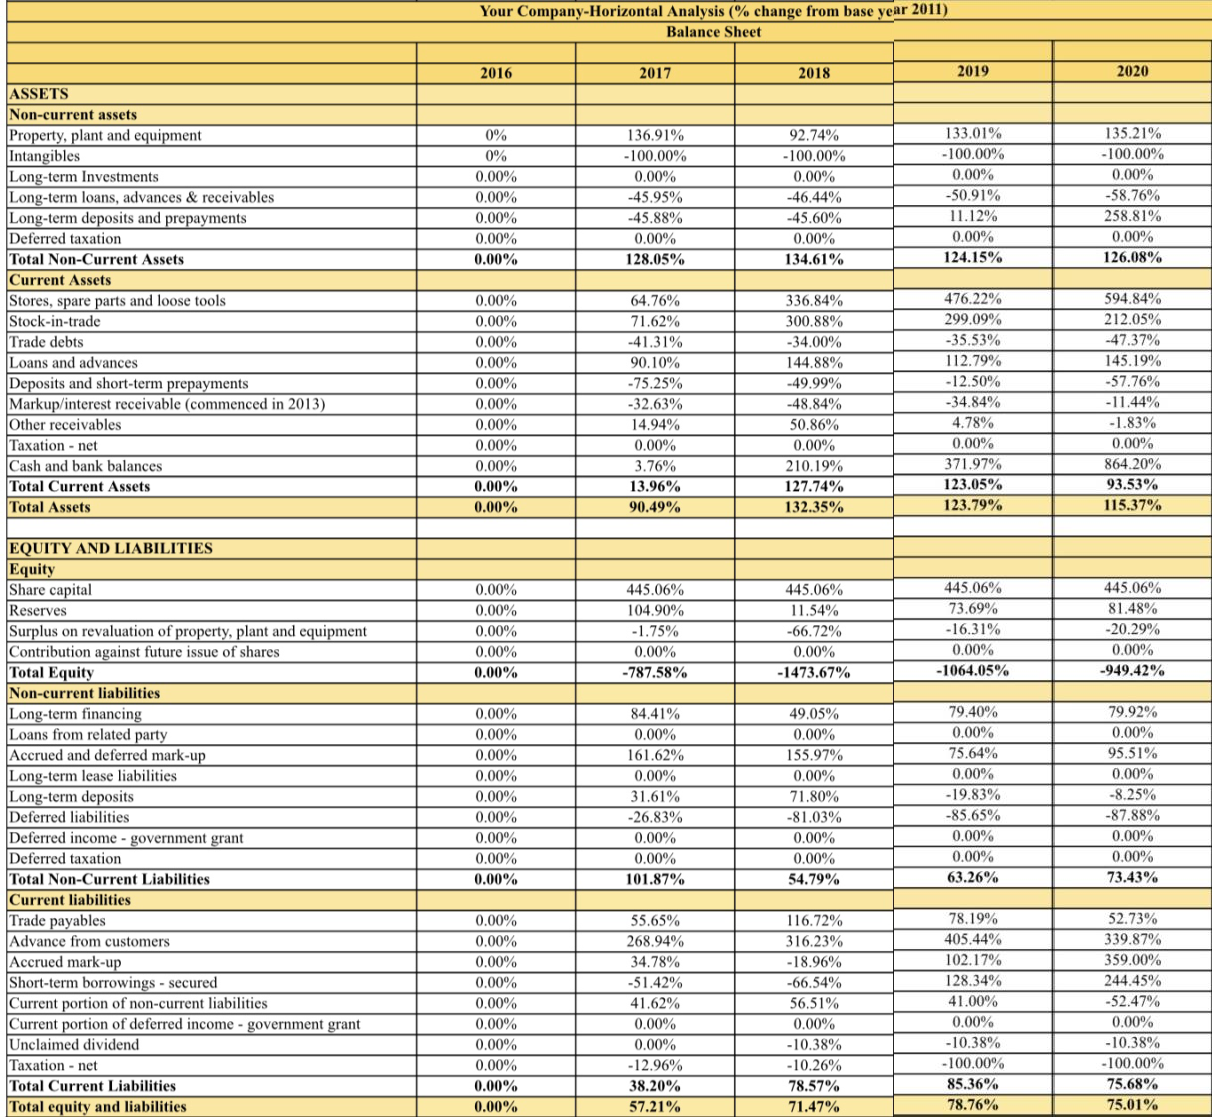 Your Company-Horizontal Analysis (% change from base year 2011)
Balance Sheet
2016 2017 2018 2019 2020
ASSETS
Non-current assets
Property, plant and equipment 0% 136.91% 92.74% 133.01% 135.21%
Intangibles 0% -100.00% -100.00% -100.00% -100.00%
Long-term Investments 0.00% 0.00% 0.00% 0.00% 0.00%
Long-term loans, advances & receivables 0.00% -45.95% -46.44% -50.91% -58.76%
Long-term deposits and prepayments 0.00% -45.88% -45.60% 11.12% 258.81%
Deferred taxation 0.00% 0.00% 0.00% 0.00% 0.00%
Total Non-Current Assets 0.00% 128.05% 134.61% 124.15% 126.08%
Current Assets
Stores, spare parts and loose tools 0.00% 64.76% 336.84% 476.22% 594.84%
Stock-in-trade 0.00% 71.62% 300.88% 299.09% 212.05%
Trade debts 0.00% -41.31% -34.00% -35.53% -47.37%
Loans and advances 0.00% 90.10% 144.88% 112.79% 145.19%
Deposits and short-term prepayments 0.00% -75.25% -49.99% -12.50% -57.76%
Markup/interest receivable (commenced in 2013) 0.00% -32.63% -48.84% -34.84% -11.44%
Other receivables 0.00% 14.94% 50.86% 4.78% -1.83%
Taxation - net 0.00% 0.00% 0.00% 0.00% 0.00%
Cash and bank balances 0.00% 3.76% 210.19% 371.97% 864.20%
Total Current Assets 0.00% 13.96% 127.74% 123.05% 93.53%
Total Assets 0.00% 90.49% 132.35% 123.79% 115.37%
EQUITY AND LIABILITIES
Equity
Share capital 0.00% 445.06% 445.06% 445.06% 445.06%
Reserves 0.00% 104.90% 11.54% 73.69% 81.48%
Surplus on revaluation of property, plant and equipment 0.00% -1.75% -66.72% -16.31% -20.29%
Contribution against future issue of shares 0.00% 0.00% 0.00% 0.00% 0.00%
Total Equity 0.00% -787.58% -1473.67% -1064.05% -949.42%
Non-current liabilities
Long-term financing 0.00% 84.41% 49.05% 79.40% 79.92%
Loans from related party 0.00% 0.00% 0.00% 0.00% 0.00%
Accrued and deferred mark-up 0.00% 161.62% 155.97% 75.64% 95.51%
Long-term lease liabilities 0.00% 0.00% 0.00% 0.00% 0.00%
Long-term deposits 0.00% 31.61% 71.80% -19.83% -8.25%
Deferred liabilities 0.00% -26.83% -81.03% -85.65% -87.88%
Deferred income - government grant 0.00% 0.00% 0.00% 0.00% 0.00%
Deferred taxation 0.00% 0.00% 0.00% 0.00% 0.00%
Total Non-Current Liabilities 0.00% 101.87% 54.79% 63.26% 73.43%
Current liabilities
Trade payables 0.00% 55.65% 116.72% 78.19% 52.73%
Advance from customers 0.00% 268.94% 316.23% 405.44% 339.87%
Accrued mark-up 0.00% 34.78% -18.96% 102.17% 359.00%
Short-term borrowings - secured 0.00% -51.42% -66.54% 128.34% 244.45%
Current portion of non-current liabilities 0.00% 41.62% 56.51% 41.00% -52.47%
Current portion of deferred income - government grant 0.00% 0.00% 0.00% 0.00% 0.00%
Unclaimed dividend 0.00% 0.00% -10.38% -10.38% -10.38%
Taxation - net 0.00% -12.96% -10.26% -100.00% -100.00%
Total Current Liabilities 0.00% 38.20% 78.57% 85.36% 75.68%
Total equity and liabilities 0.00% 57.21% 71.47% 78.76% 75.01%